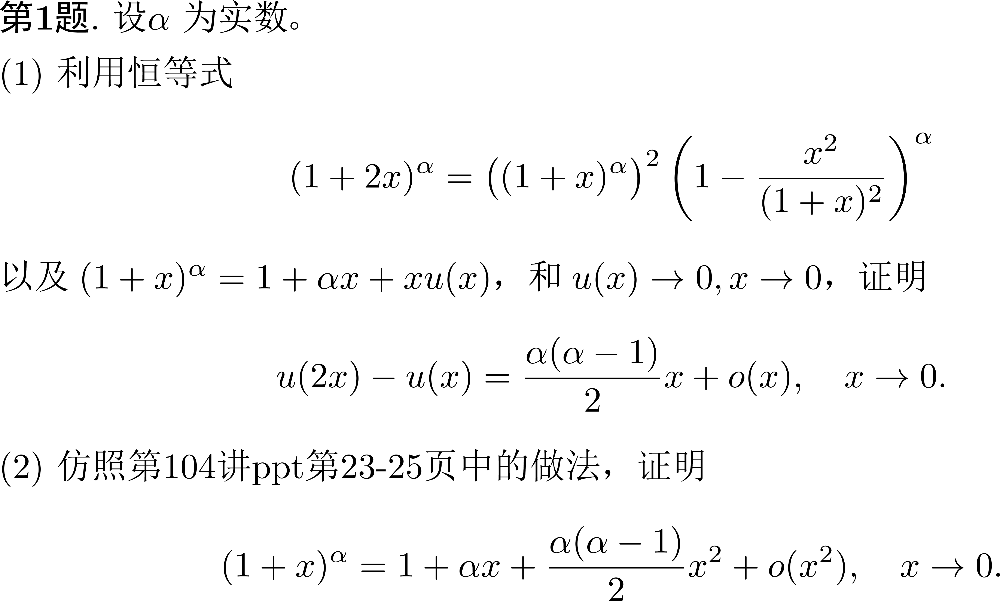 第1题. 设α 为实数。
(1) 利用恒等式
$(1+2x)^{\alpha} = ((1+x)^{\alpha})^{2} \left(1 - \frac{x^{2}}{(1+x)^{2}}\right)^{\alpha}$
以及 $(1+x)^{\alpha} = 1 + \alpha x + xu(x)$，和 $u(x) \to 0, x \to 0$，证明
$u(2x) - u(x) = \frac{\alpha(\alpha-1)}{2}x + o(x), \quad x \to 0.$
(2) 仿照第104讲ppt第23-25页中的做法，证明
$(1+x)^{\alpha} = 1 + \alpha x + \frac{\alpha(\alpha-1)}{2}x^{2} + o(x^{2}), \quad x \to 0.$